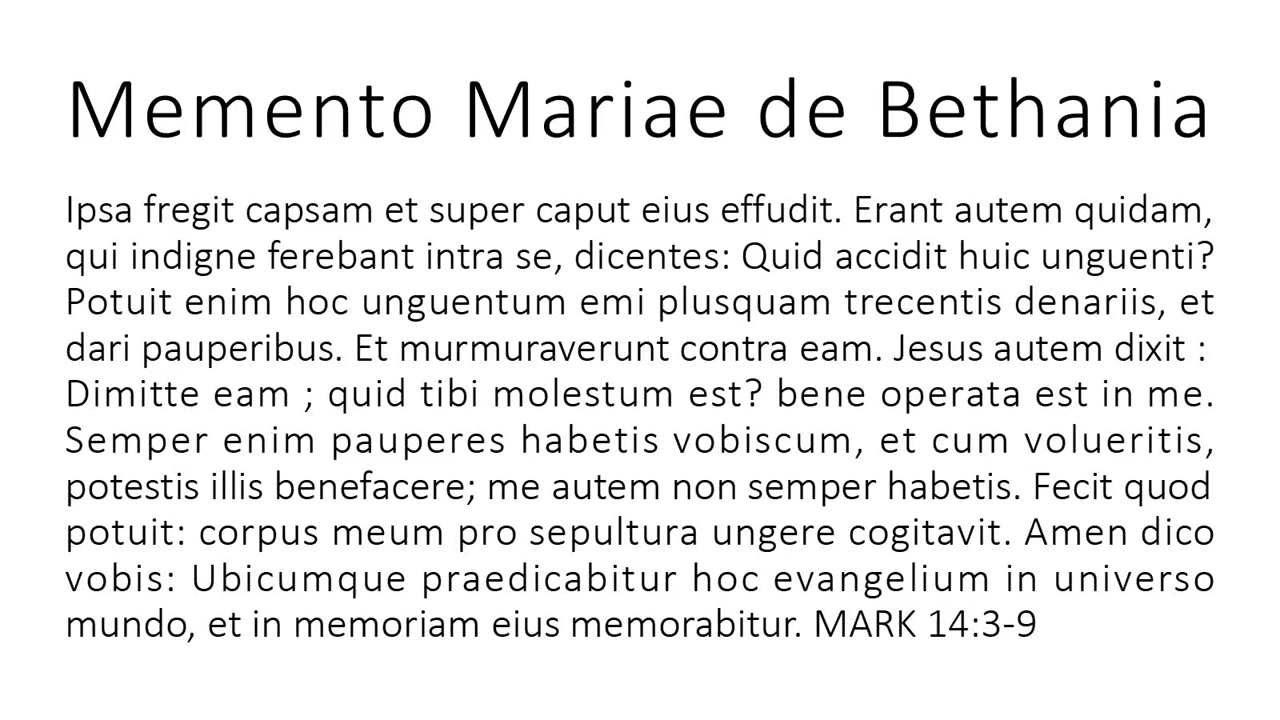 Memento Mariae de Bethania
Ipsa fregit capsam et super caput eius effudit. Erant autem quidam,
qui indigne ferebant intra se, dicentes: Quid accidit huic unguenti?
Potuit enim hoc unguentum emi plusquam trecentis denariis, et
dari pauperibus. Et murmuraverunt contra eam. Jesus autem dixit :
Dimitte eam ; quid tibi molestum est? bene operata est in me.
Semper enim pauperes habetis vobiscum, et cum volueritis,
potestis illis benefacere; me autem non semper habetis. Fecit quod
potuit: corpus meum pro sepultura ungere cogitavit. Amen dico
vobis: Ubicumque praedicabitur hoc evangelium in universo
mundo, et in memoriam eius memorabitur. MARK 14:3-9